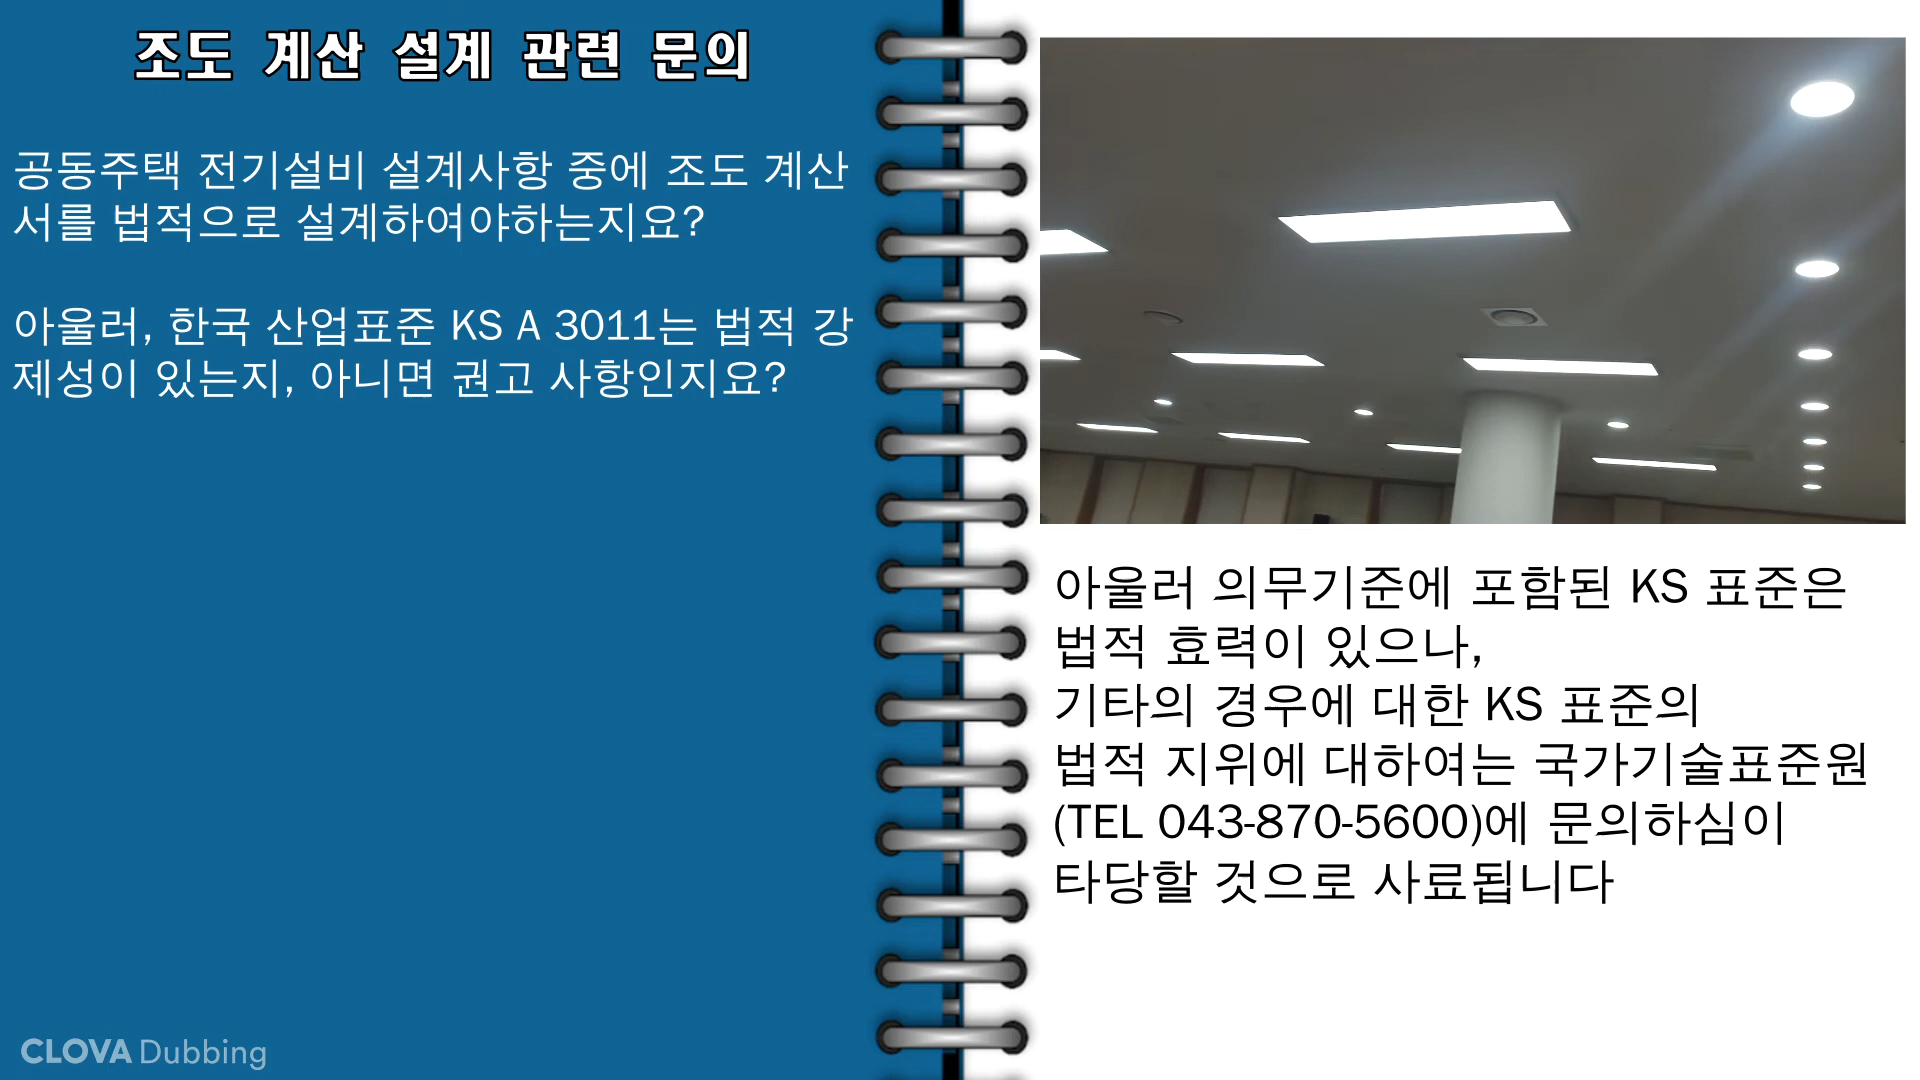 조도 계산 설계 관련 문의
공동주택 전기설비 설계사항 중에 조도 계산
서를 법적으로 설계하여야하는지요?
아울러, 한국 산업표준 KS A 3011는 법적 강
제성이 있는지, 아니면 권고 사항인지요?
아울러 의무기준에 포함된 KS 표준은
법적 효력이 있으나,
기타의 경우에 대한 KS 표준의
법적 지위에 대하여는 국가기술표준원
(TEL 043-870-5600)에 문의하심이
타당할 것으로 사료됩니다
CLOVA Dubbing